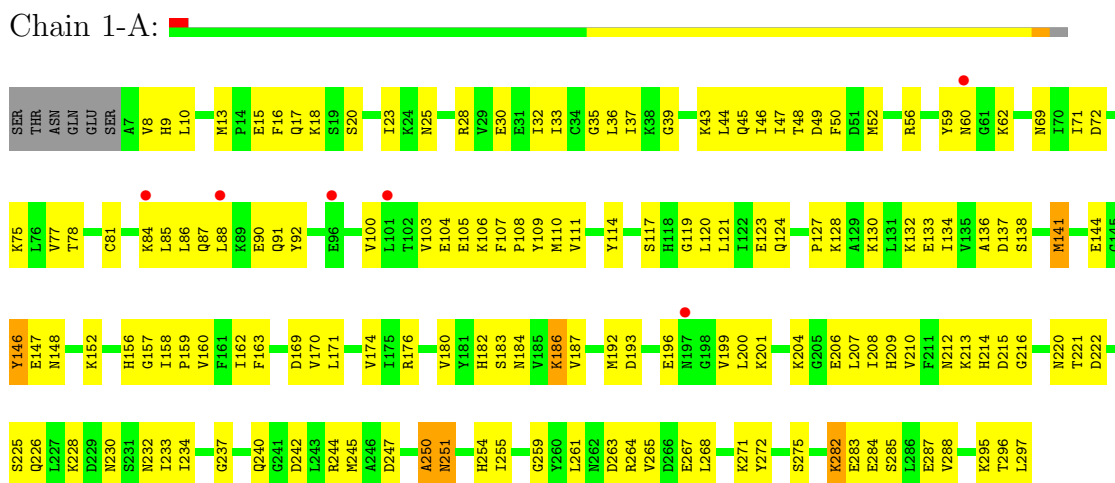 Chain 1-A:
SER THR ASN GLN GLU SER A7 V8 H9 L10 M13 P14 E15 F16 Q17 K18 S19 S20 I23 K24 N25 R28 V29 E30 E31 I32 I33 C34 G35 L36 I37 K38 G39 K43 L44 Q45 I46 I47 T48 D49 F50 D51 M52 R56 Y59 N60 G61 K62 N69 I70 I71 D72
K75 L76 V77 T78 C81 K84 L85 L86 Q87 L88 K89 E90 Q91 Y92 E96 V100 L101 T102 V103 E104 E105 K106 F107 P108 Y109 M110 V111 Y114 S117 H118 G119 L120 L121 I122 E123 Q124 P127 A129 K130 L131 K132 E133 I134 V135 A136 D137 S138 M141 E144 C145
Y146 E147 N148 K152 H156 G157 I158 P159 V160 F161 I162 F163 D169 V170 L171 V174 I175 R176 V180 Y181 H182 S183 N184 V185 K186 V187 M192 D193 E196 N197 G198 V199 L200 K201 K204 G205 E206 L207 I208 H209 V210 F211 N212 K213 H214 D215 G216 N220 T221 D222
S225 Q226 L227 K228 D229 N230 S231 N232 I233 I234 G237 Q240 G241 D242 L243 R244 M245 A246 D247 A250 N251 H254 I255 G259 Y260 L261 N262 D263 R264 V265 D266 E267 L268 K271 Y272 S275 K282 E283 E284 S285 L286 E287 V288 K295 T296 L297